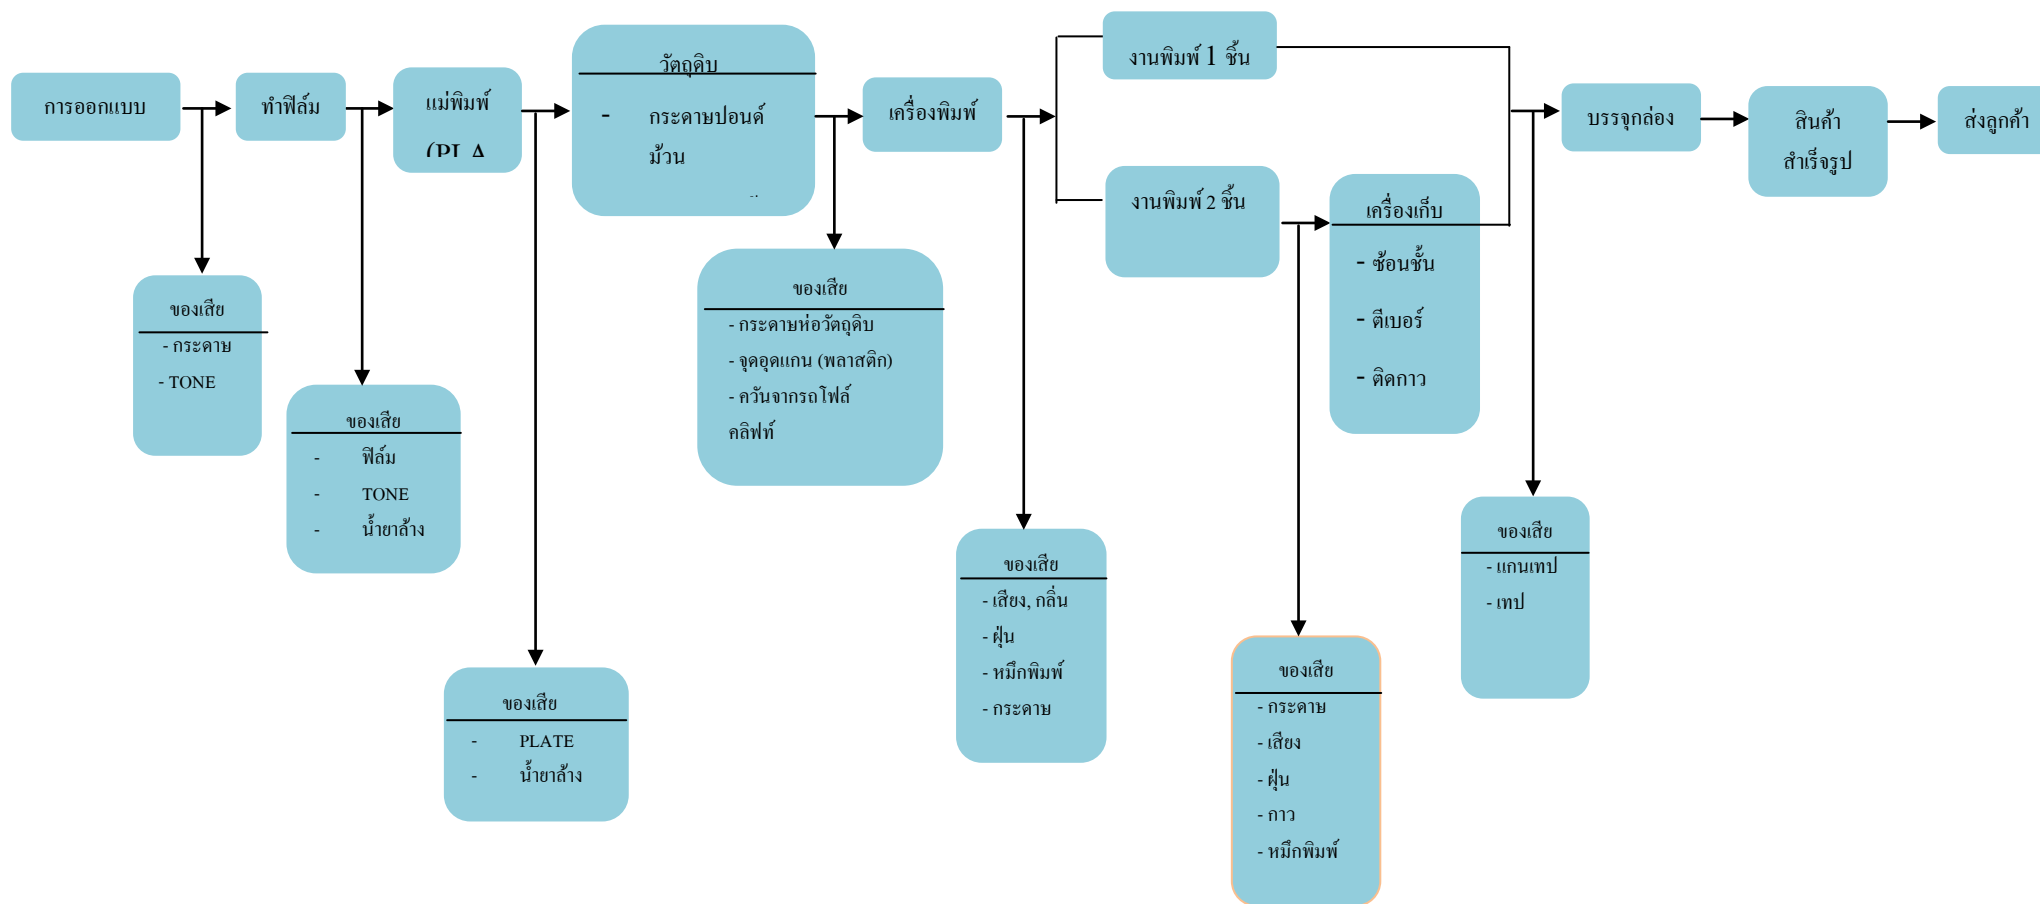 การออกแบบ
ทำฟิล์ม
แม่พิมพ์
วัตถุดิบ
- กระดาษปอนด์
ม้วน
เครื่องพิมพ์
งานพิมพ์ 1 ชิ้น
งานพิมพ์ 2 ชิ้น
เครื่องเก็บ
- ซ้อนชั้น
- ตีเบอร์
- ติดกาว
บรรจุกล่อง
สินค้า
สำเร็จรูป
ส่งลูกค้า
ของเสีย
- กระดาษ
- TONE
ของเสีย
- ฟิล์ม
- TONE
- น้ำยาล้าง
ของเสีย
- PLATE
- น้ำยาล้าง
ของเสีย
- กระดาษห่อวัตถุดิบ
- จุดอุดแกน (พลาสติก)
- ควันจากรถโฟล์
คลิฟท์
ของเสีย
- เสียง, กลิ่น
- ฝุ่น
- หมึกพิมพ์
- กระดาษ
ของเสีย
- กระดาษ
- เสียง
- ฝุ่น
- กาว
- หมึกพิมพ์
ของเสีย
- แกนเทป
- เทป